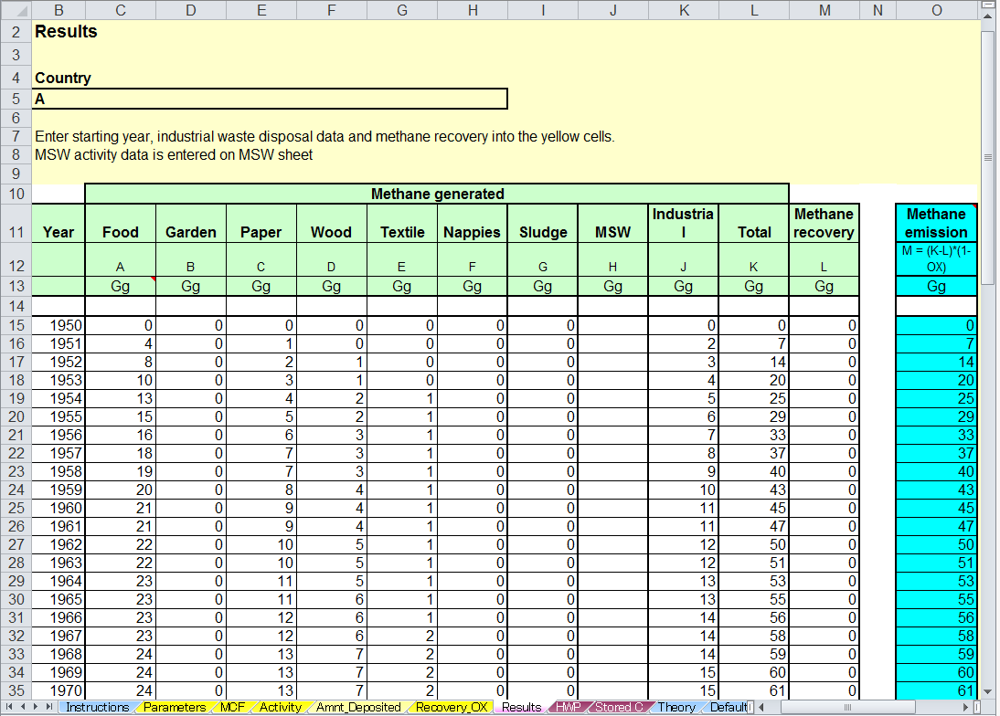 B C D E F G H I J K L M N O
2 Results
3
4 Country
5 A
6
7 Enter starting year, industrial waste disposal data and methane recovery into the yellow cells.
8 MSW activity data is entered on MSW sheet
9
10 Methane generated
11 Year Food Garden Paper Wood Textile Nappies Sludge MSW Industria l Total Methane recovery Methane emission
12 A B C D E F G H J K L M = (K-L)*(1-OX)
13 Gg Gg Gg Gg Gg Gg Gg Gg Gg Gg Gg Gg
14
15 1950 0 0 0 0 0 0 0 0 0 0 0
16 1951 4 0 1 0 0 0 0 2 7 0 7
17 1952 8 0 2 1 0 0 0 3 14 0 14
18 1953 10 0 3 1 0 0 0 4 20 0 20
19 1954 13 0 4 2 1 0 0 5 25 0 25
20 1955 15 0 5 2 1 0 0 6 29 0 29
21 1956 16 0 6 3 1 0 0 7 33 0 33
22 1957 18 0 7 3 1 0 0 8 37 0 37
23 1958 19 0 7 3 1 0 0 9 40 0 40
24 1959 20 0 8 4 1 0 0 10 43 0 43
25 1960 21 0 9 4 1 0 0 11 45 0 45
26 1961 21 0 9 4 1 0 0 11 47 0 47
27 1962 22 0 10 5 1 0 0 12 50 0 50
28 1963 22 0 10 5 1 0 0 12 51 0 51
29 1964 23 0 11 5 1 0 0 13 53 0 53
30 1965 23 0 11 6 1 0 0 13 55 0 55
31 1966 23 0 12 6 1 0 0 14 56 0 56
32 1967 23 0 12 6 2 0 0 14 58 0 58
33 1968 24 0 13 7 2 0 0 14 59 0 59
34 1969 24 0 13 7 2 0 0 15 60 0 60
35 1970 24 0 13 7 2 0 0 15 61 0 61
Instructions Parameters MCF Activity Amnt_Deposited Recovery_OX Results HWP Stored C Theory Default